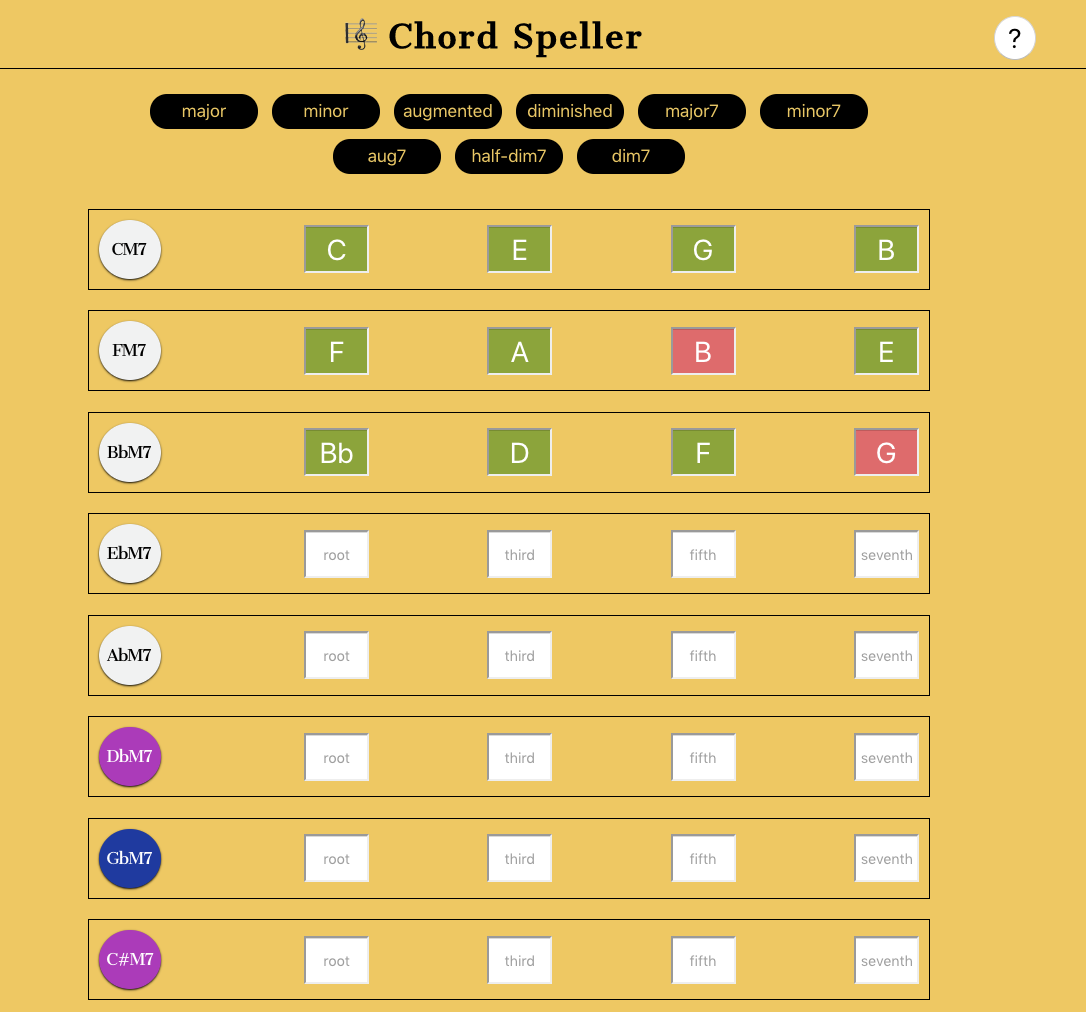 Chord Speller
?
major minor augmented diminished major7 minor7
aug7 half-dim7 dim7
CM7 C E G B
FM7 F A B E
BbM7 Bb D F G
EbM7 root third fifth seventh
AbM7 root third fifth seventh
DbM7 root third fifth seventh
GbM7 root third fifth seventh
C#M7 root third fifth seventh